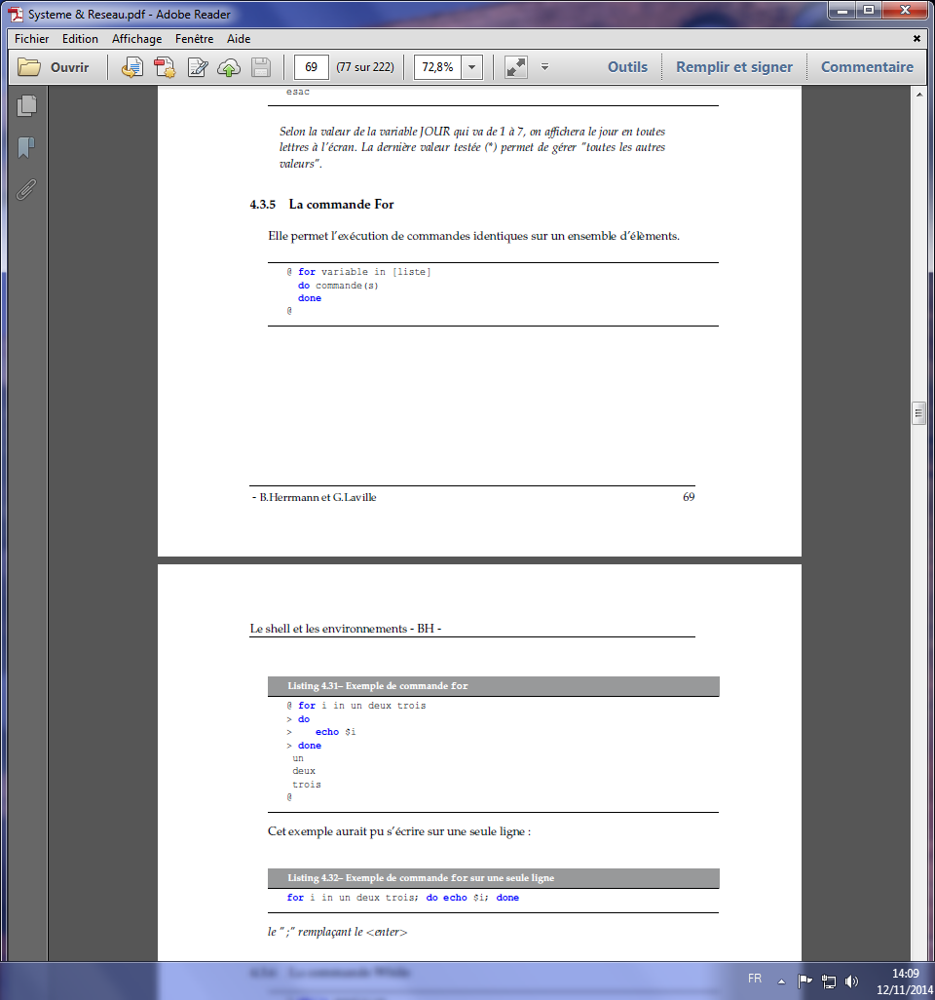 Systeme & Reseau.pdf - Adobe Reader
Fichier Edition Affichage Fenêtre Aide
Ouvrir 69 (77 sur 222) 72,8% Outils Remplir et signer Commentaire
esac
Selon la valeur de la variable JOUR qui va de 1 à 7, on affichera le jour en toutes
lettres à l'écran. La dernière valeur testée (*) permet de gérer "toutes les autres
valeurs".
4.3.5 La commande For
Elle permet l'exécution de commandes identiques sur un ensemble d'élèments.
@ for variable in [liste]
do commande(s)
done
@
- B.Herrmann et G.Laville 69
Le shell et les environnements - BH -
Listing 4.31– Exemple de commande for
@ for i in un deux trois
> do
> echo $i
> done
un
deux
trois
@
Cet exemple aurait pu s'écrire sur une seule ligne :
Listing 4.32– Exemple de commande for sur une seule ligne
for i in un deux trois; do echo $i; done
le ";" remplaçant le <enter>
La commande While
FR 14:09
12/11/2014